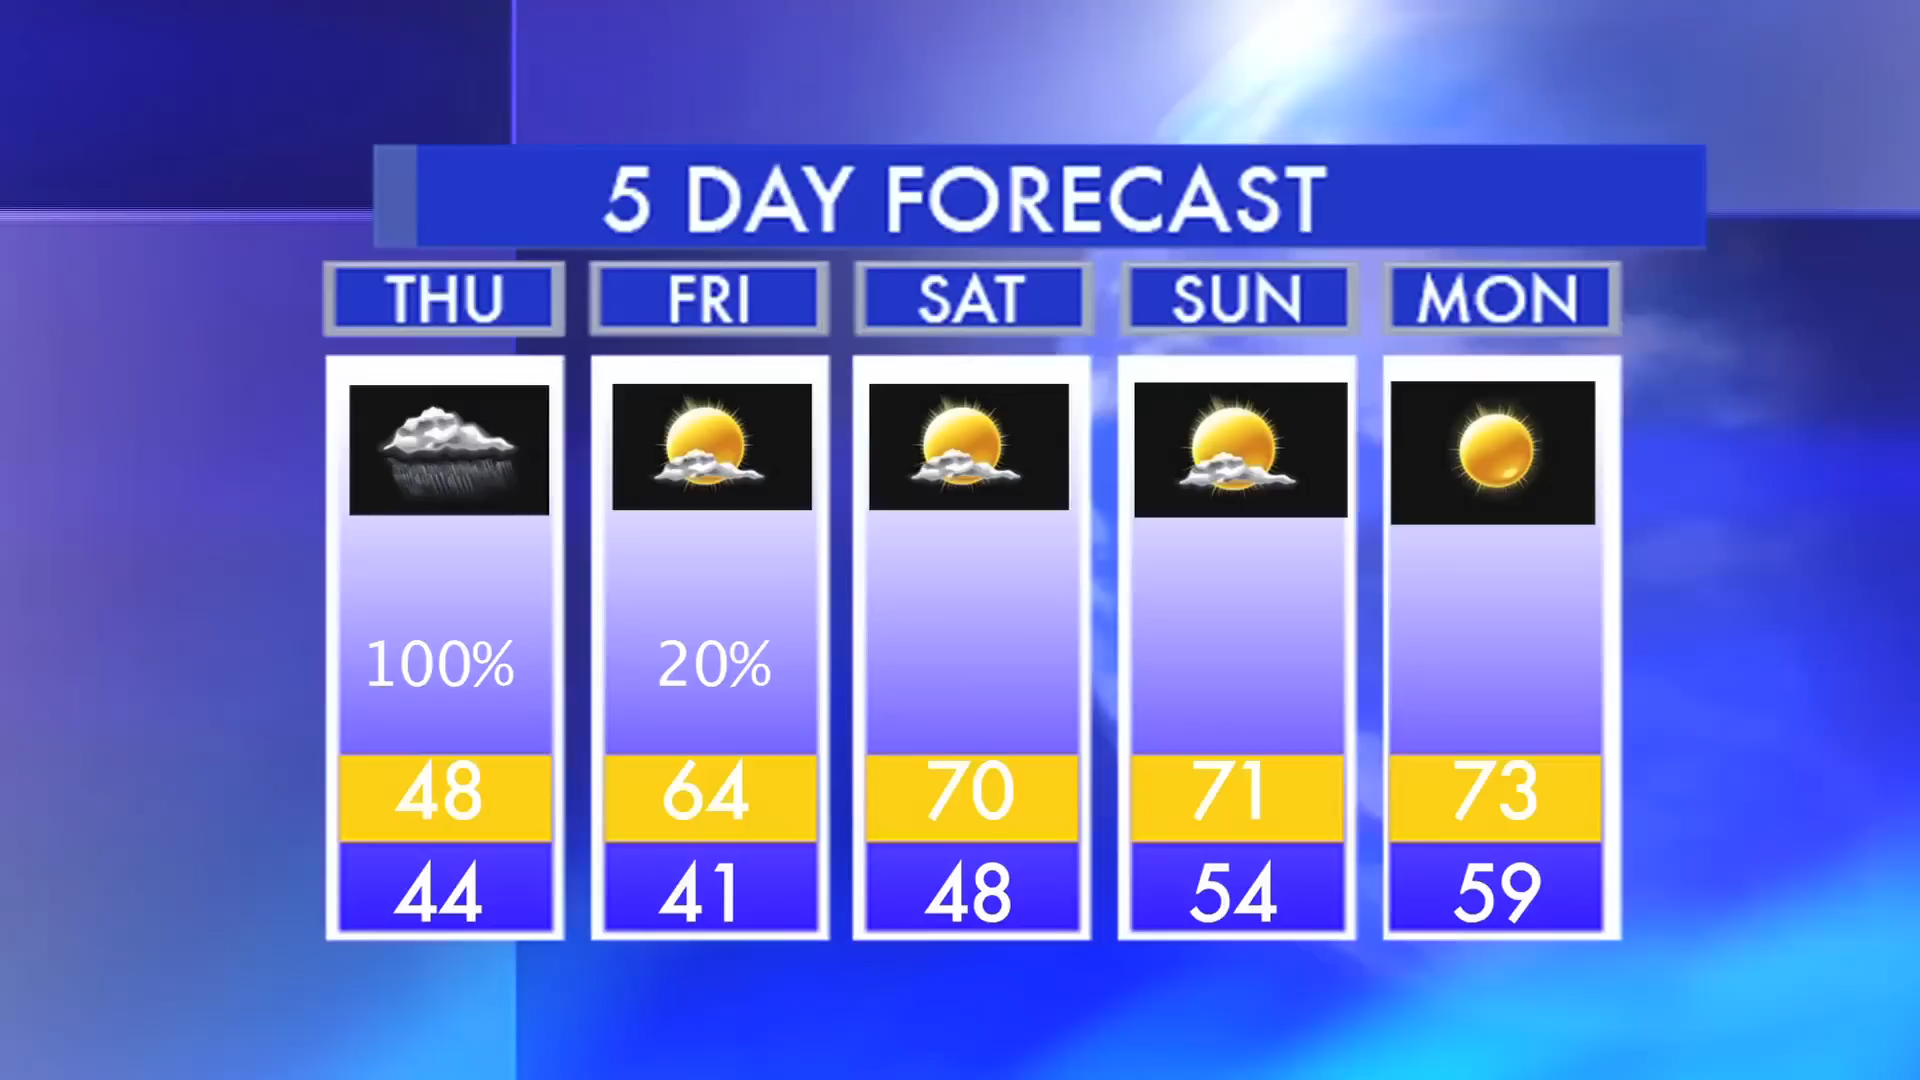 5 DAY FORECAST
THU FRI SAT SUN MON
100% 20%
48 64 70 71 73
44 41 48 54 59